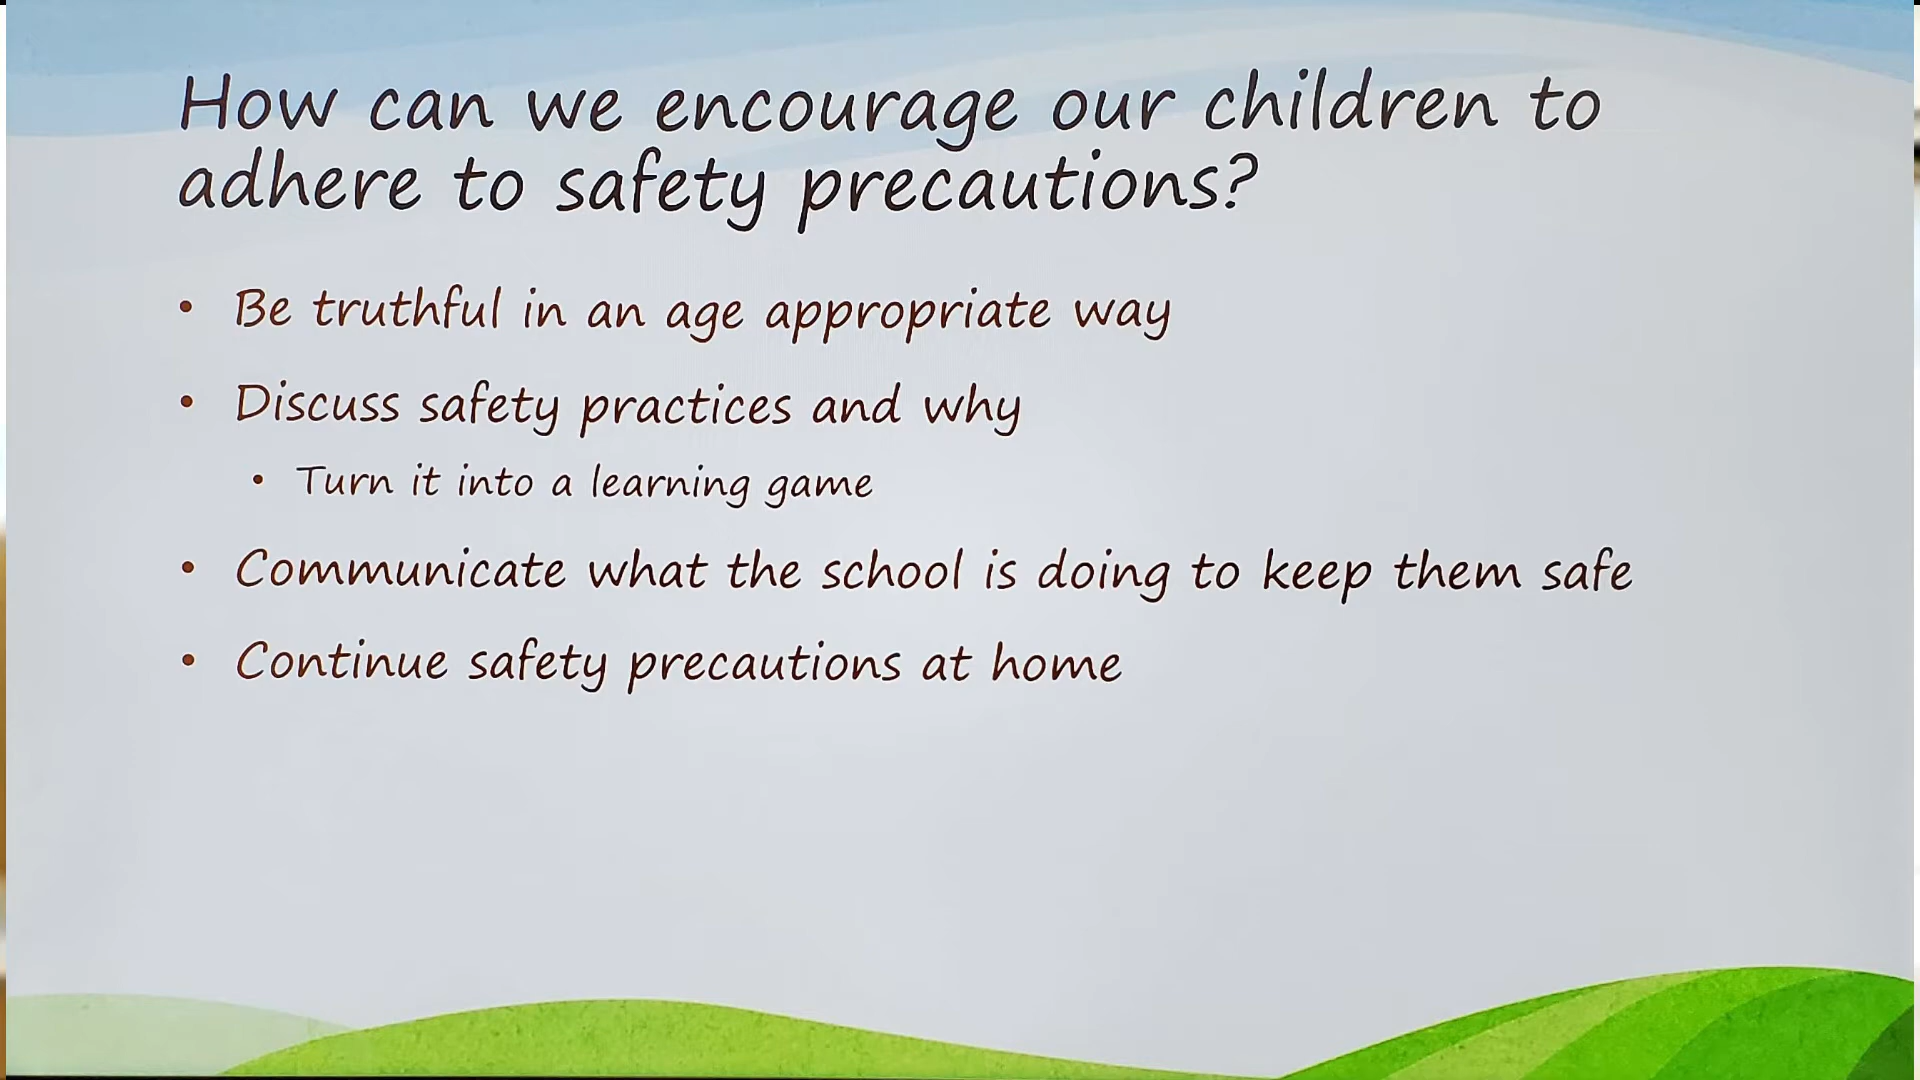 How can we encourage our children to
adhere to safety precautions?
• Be truthful in an age appropriate way
• Discuss safety practices and why
• Turn it into a learning game
• Communicate what the school is doing to keep them safe
• Continue safety precautions at home